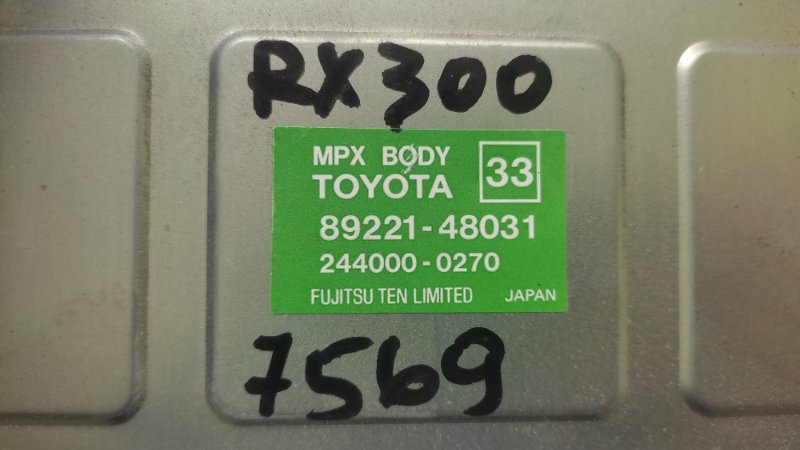 RX300
MPX BODY 33
TOYOTA
89221-48031
244000-0270
FUJITSU TEN LIMITED JAPAN
7569